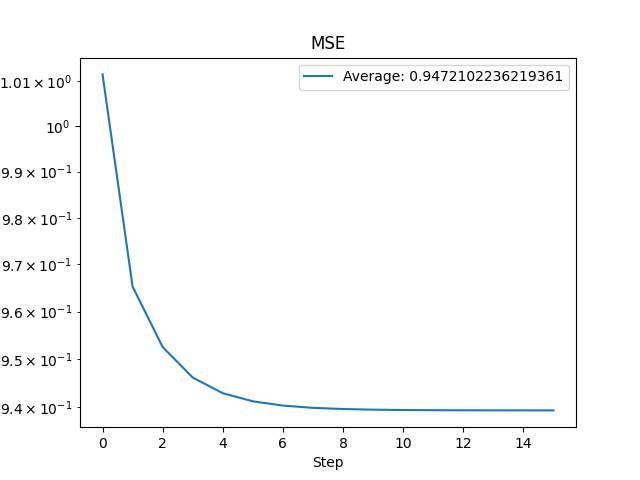 MSE
Average: 0.9472102236219361
1.01 × 10⁰
10⁰
9.9 × 10⁻¹
9.8 × 10⁻¹
9.7 × 10⁻¹
9.6 × 10⁻¹
9.5 × 10⁻¹
9.4 × 10⁻¹
0 2 4 6 8 10 12 14
Step